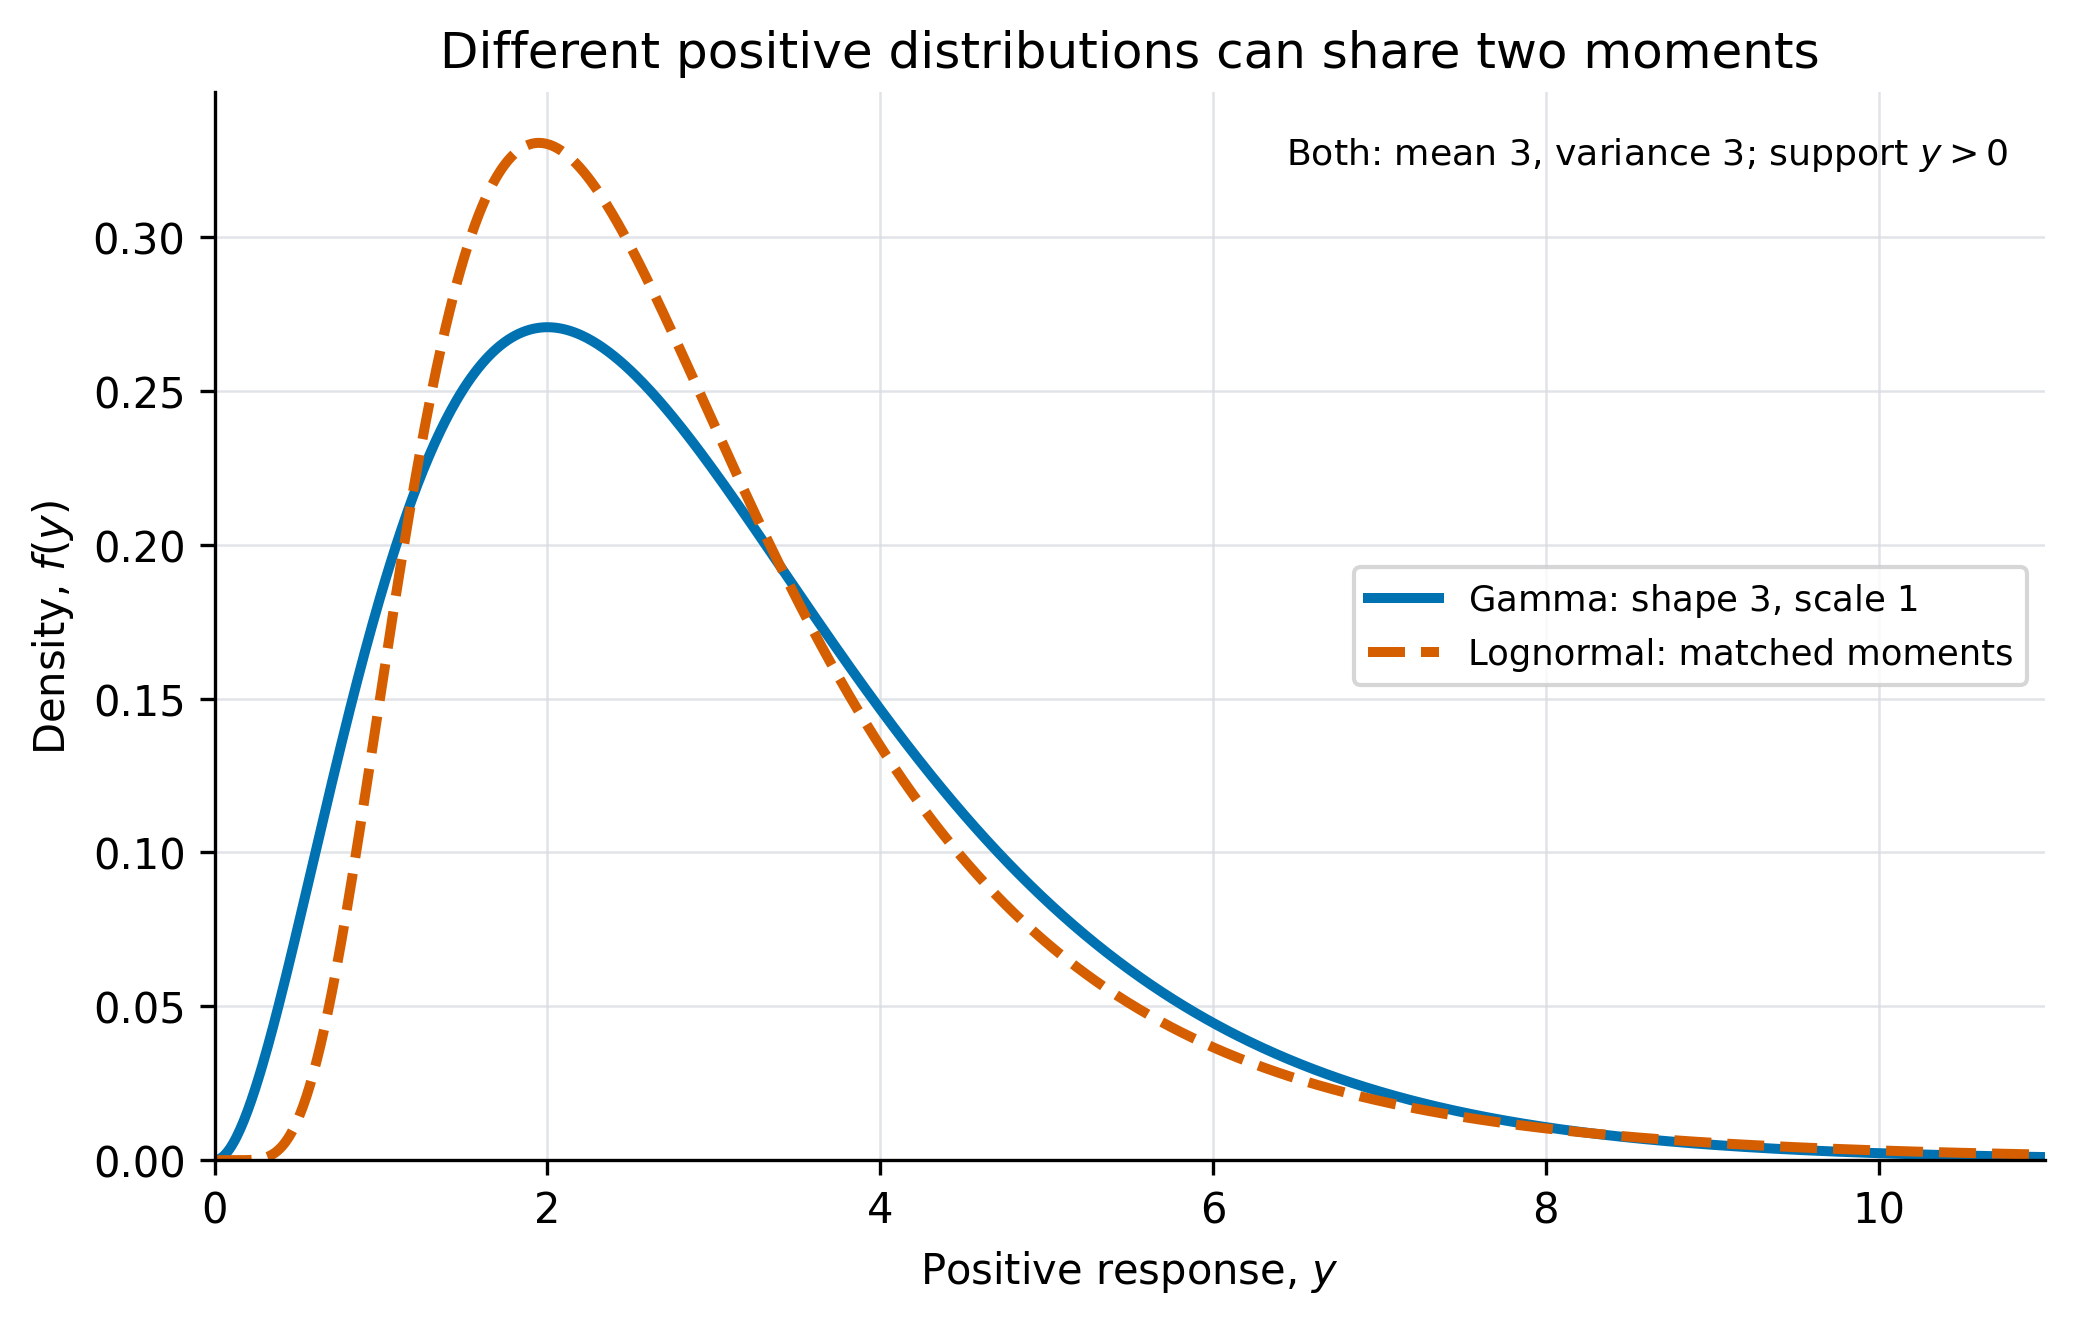 Different positive distributions can share two moments
Both: mean 3, variance 3; support y > 0
Density, f(y)
0.30
0.25
0.20
0.15
0.10
0.05
0.00
Gamma: shape 3, scale 1
Lognormal: matched moments
0 2 4 6 8 10
Positive response, y